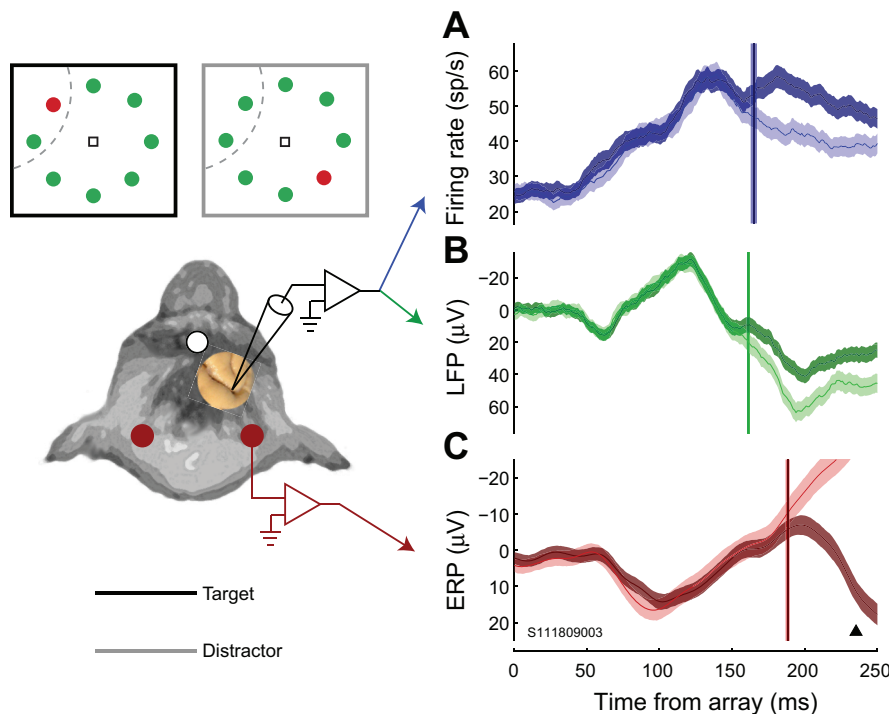 A
Firing rate (sp/s)
60
50
40
30
20
B
LFP (µV)
−20
0
20
40
60
C
ERP (µV)
−20
−10
0
10
20
S111809003
0
50
100
150
200
250
Time from array (ms)
Target
Distractor